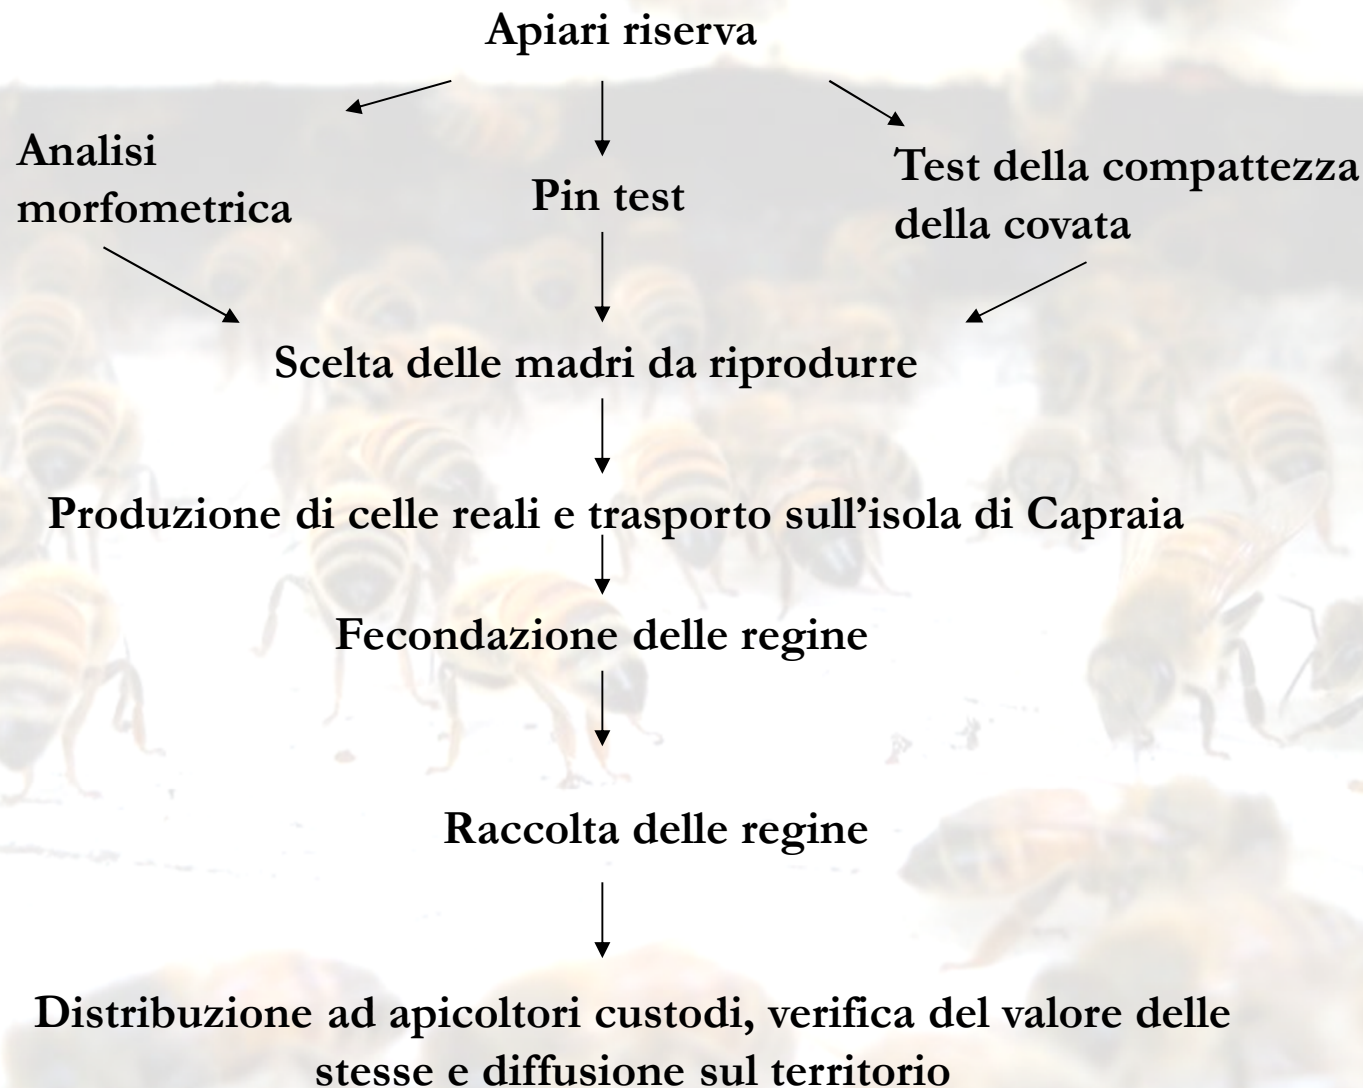 Apiari riserva
Analisi
morfometrica
Pin test
Test della compattezza
della covata
Scelta delle madri da riprodurre
Produzione di celle reali e trasporto sull’isola di Capraia
Fecondazione delle regine
Raccolta delle regine
Distribuzione ad apicoltori custodi, verifica del valore delle
stesse e diffusione sul territorio